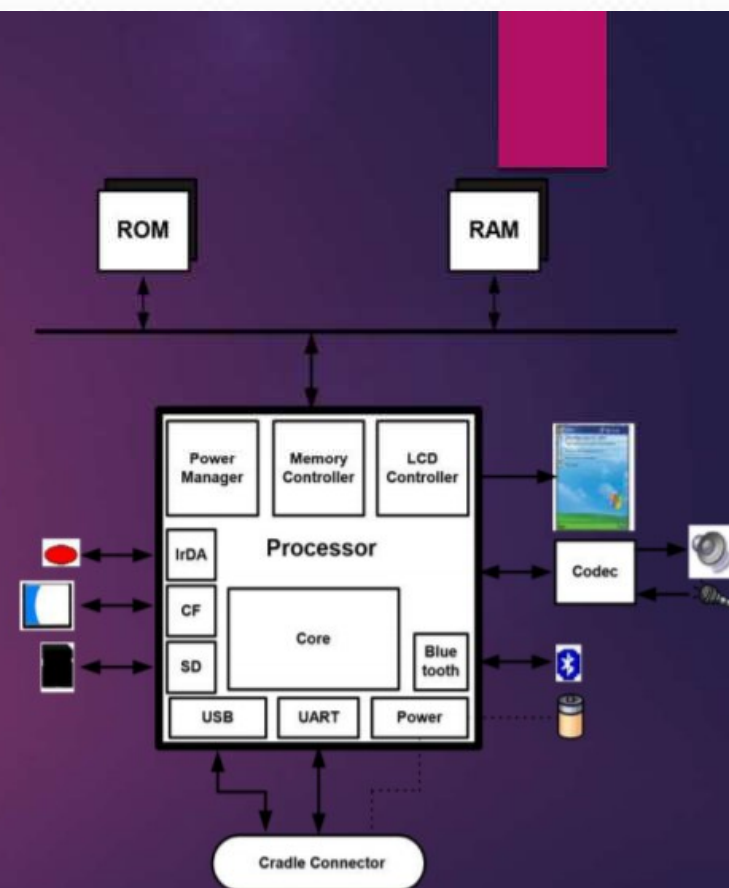 ROM
RAM
Power
Manager
Memory
Controller
LCD
Controller
IrDA
Processor
Codec
CF
Core
SD
Blue
tooth
USB
UART
Power
Cradle Connector